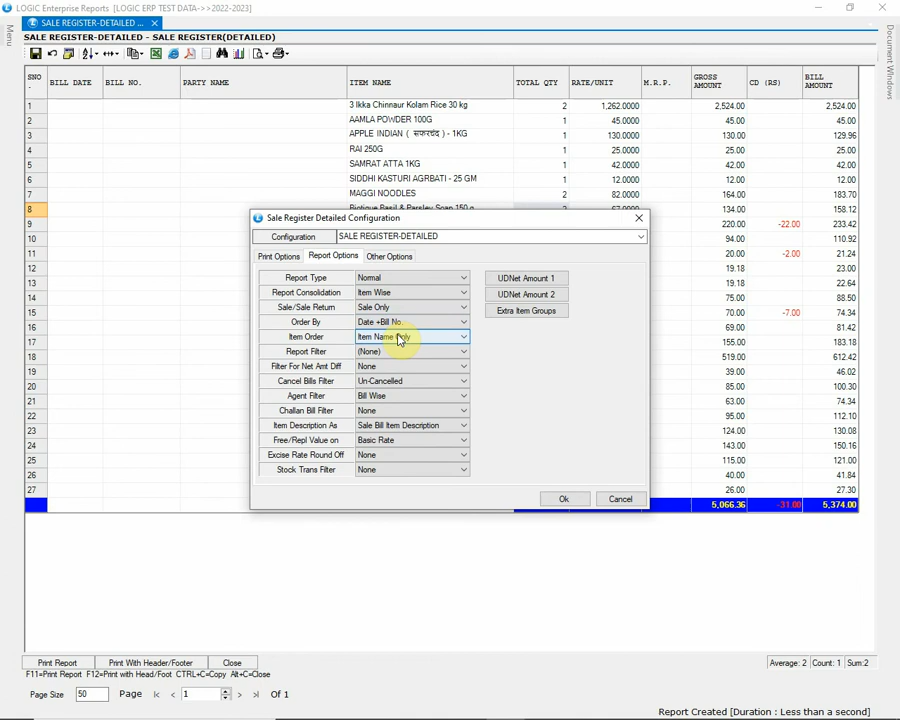 LOGIC Enterprise Reports [LOGIC ERP TEST DATA->>2022-2023]
SALE REGISTER-DETAILED ...
SALE REGISTER-DETAILED - SALE REGISTER(DETAILED)
Menu
Document Windows
SNO - BILL DATE BILL NO. PARTY NAME ITEM NAME TOTAL QTY RATE/UNIT M.R.P. GROSS AMOUNT CD (RS) BILL AMOUNT
1 3 Ikka Chinnaur Kolam Rice 30 kg 2 1,262.0000 2,524.00 2,524.00
2 AAMLA POWDER 100G 1 45.0000 45.00 45.00
3 APPLE INDIAN ( सफरचंद ) - 1KG 1 130.0000 130.00 129.96
4 RAI 250G 1 25.0000 25.00 25.00
5 SAMRAT ATTA 1KG 1 42.0000 42.00 42.00
6 SIDDHI KASTURI AGRBATI - 25 GM 1 12.0000 12.00 12.00
7 MAGGI NOODLES 2 82.0000 164.00 183.70
8 Biotique Basil & Parsley Soap 150 g 2 67.0000 134.00 158.12
9 220.00 -22.00 233.42
10 94.00 110.92
11 20.00 -2.00 21.24
12 19.18 23.00
13 19.18 22.64
14 75.00 88.50
15 70.00 -7.00 74.34
16 69.00 81.42
17 155.00 183.18
18 519.00 612.42
19 39.00 46.02
20 85.00 100.30
21 63.00 74.34
22 95.00 112.10
23 124.00 130.08
24 143.00 150.16
25 115.00 121.00
26 40.00 41.84
27 26.00 27.30
5,066.36 -31.00 5,374.00
Sale Register Detailed Configuration
Configuration SALE REGISTER-DETAILED
Print Options Report Options Other Options
Report Type Normal UDNet Amount 1
Report Consolidation Item Wise UDNet Amount 2
Sale/Sale Return Sale Only Extra Item Groups
Order By Date +Bill No.
Item Order Item Name Only
Report Filter (None)
Filter For Net Amt Diff None
Cancel Bills Filter Un-Cancelled
Agent Filter Bill Wise
Challan Bill Filter None
Item Description As Sale Bill Item Description
Free/Repl Value on Basic Rate
Excise Rate Round Off None
Stock Trans Filter None
Ok Cancel
Print Report Print With Header/Footer Close Average: 2 Count: 1 Sum:2
F11=Print Report F12=Print with Head/Foot CTRL+C=Copy Alt+C=Close
Page Size 50 Page 1 Of 1
Report Created [Duration : Less than a second]